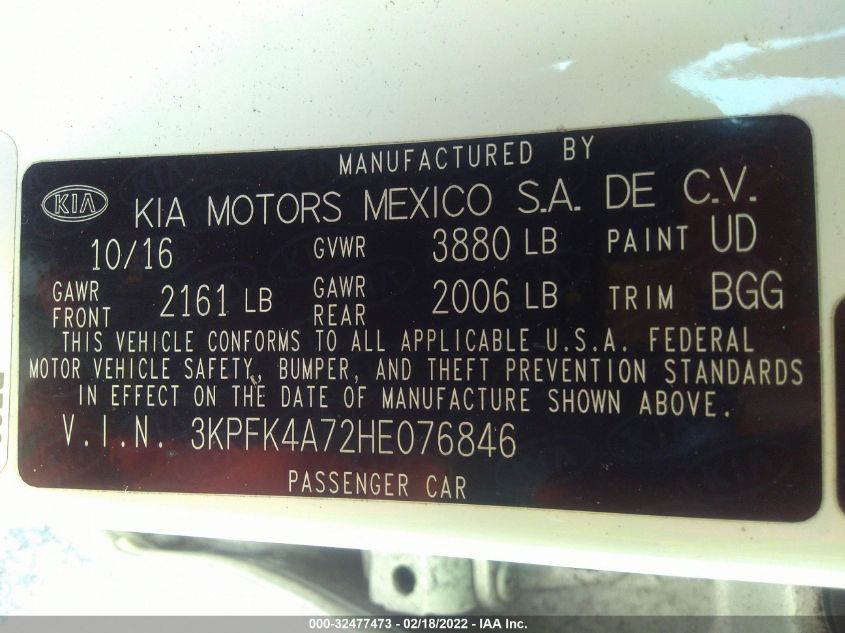 MANUFACTURED BY
KIA KIA MOTORS MEXICO S.A. DE C.V.
10/16 GVWR 3880 LB PAINT UD
GAWR FRONT 2161 LB GAWR REAR 2006 LB TRIM BGG
THIS VEHICLE CONFORMS TO ALL APPLICABLE U.S.A. FEDERAL
MOTOR VEHICLE SAFETY, BUMPER, AND THEFT PREVENTION STANDARDS
IN EFFECT ON THE DATE OF MANUFACTURE SHOWN ABOVE.
V.I.N. 3KPFK4A72HE076846
PASSENGER CAR
000-32477473 - 02/18/2022 - IAA Inc.